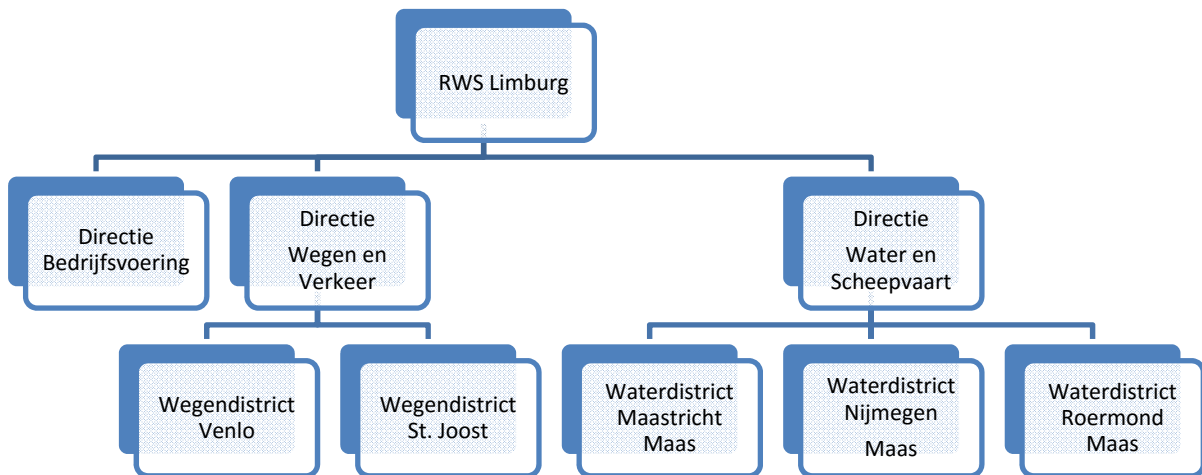 RWS Limburg
Directie
Bedrijfsvoering
Directie
Wegen en
Verkeer
Directie
Water en
Scheepvaart
Wegendistrict
Venlo
Wegendistrict
St. Joost
Waterdistrict
Maastricht
Maas
Waterdistrict
Nijmegen
Maas
Waterdistrict
Roermond
Maas